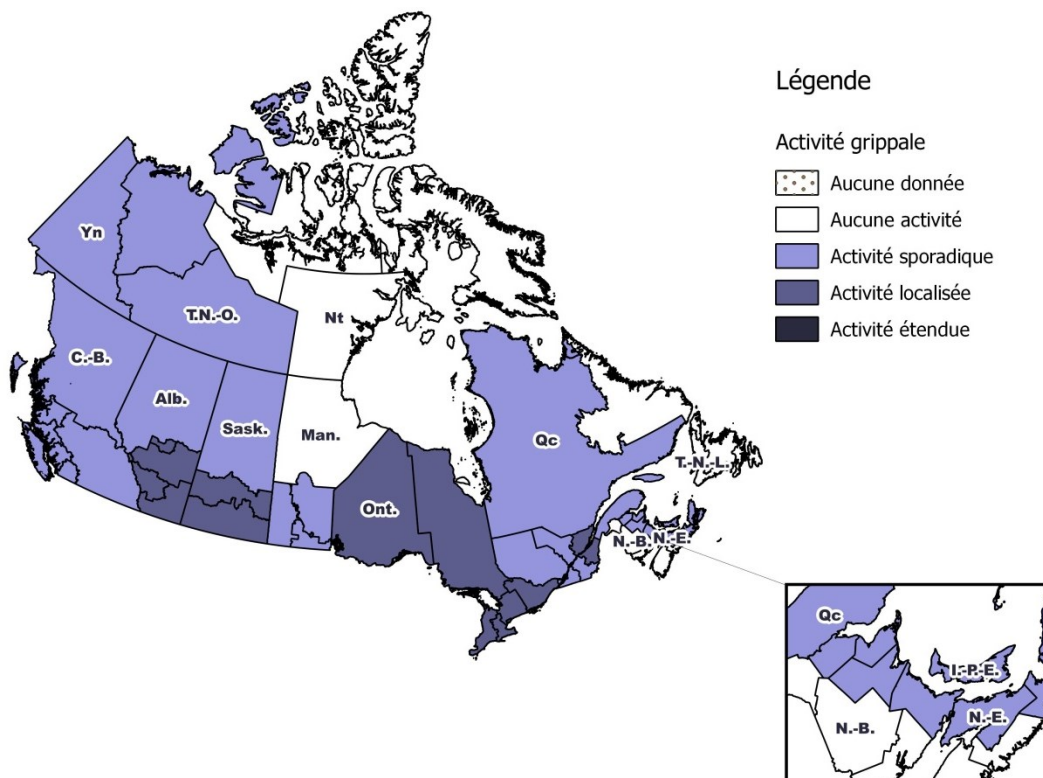 Légende
Activité grippale
Aucune donnée
Aucune activité
Activité sporadique
Activité localisée
Activité étendue
Yn
T.N.-O.
Nt
C.-B.
Alb.
Sask.
Man.
Ont.
Qc
T.-N.-L.
N.-B.
N.-E.
Qc
I.-P.-E.
N.-E.
N.-B.